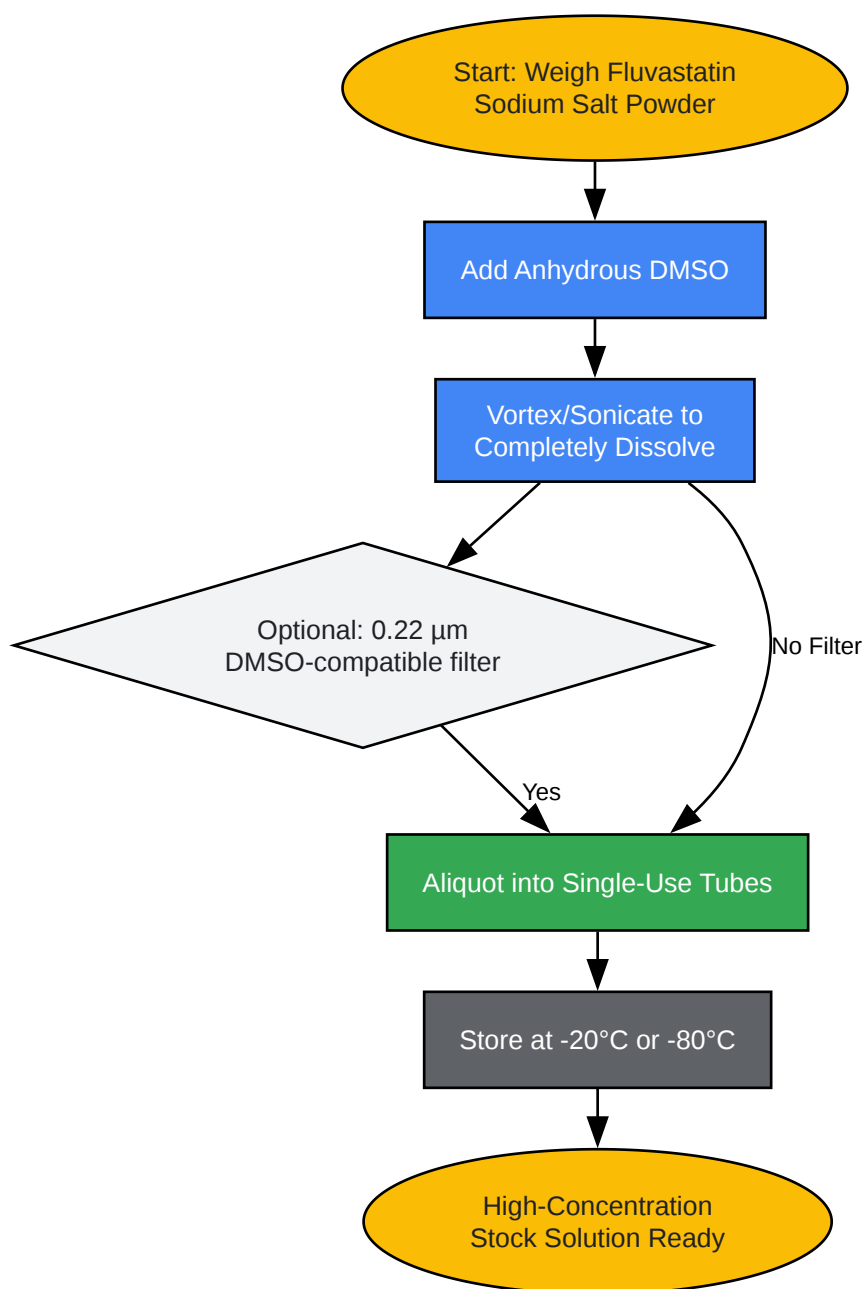 Start: Weigh Fluvastatin
Sodium Salt Powder
Add Anhydrous DMSO
Vortex/Sonicate to
Completely Dissolve
Optional: 0.22 µm
DMSO-compatible filter
No Filter
Yes
Aliquot into Single-Use Tubes
Store at -20°C or -80°C
High-Concentration
Stock Solution Ready